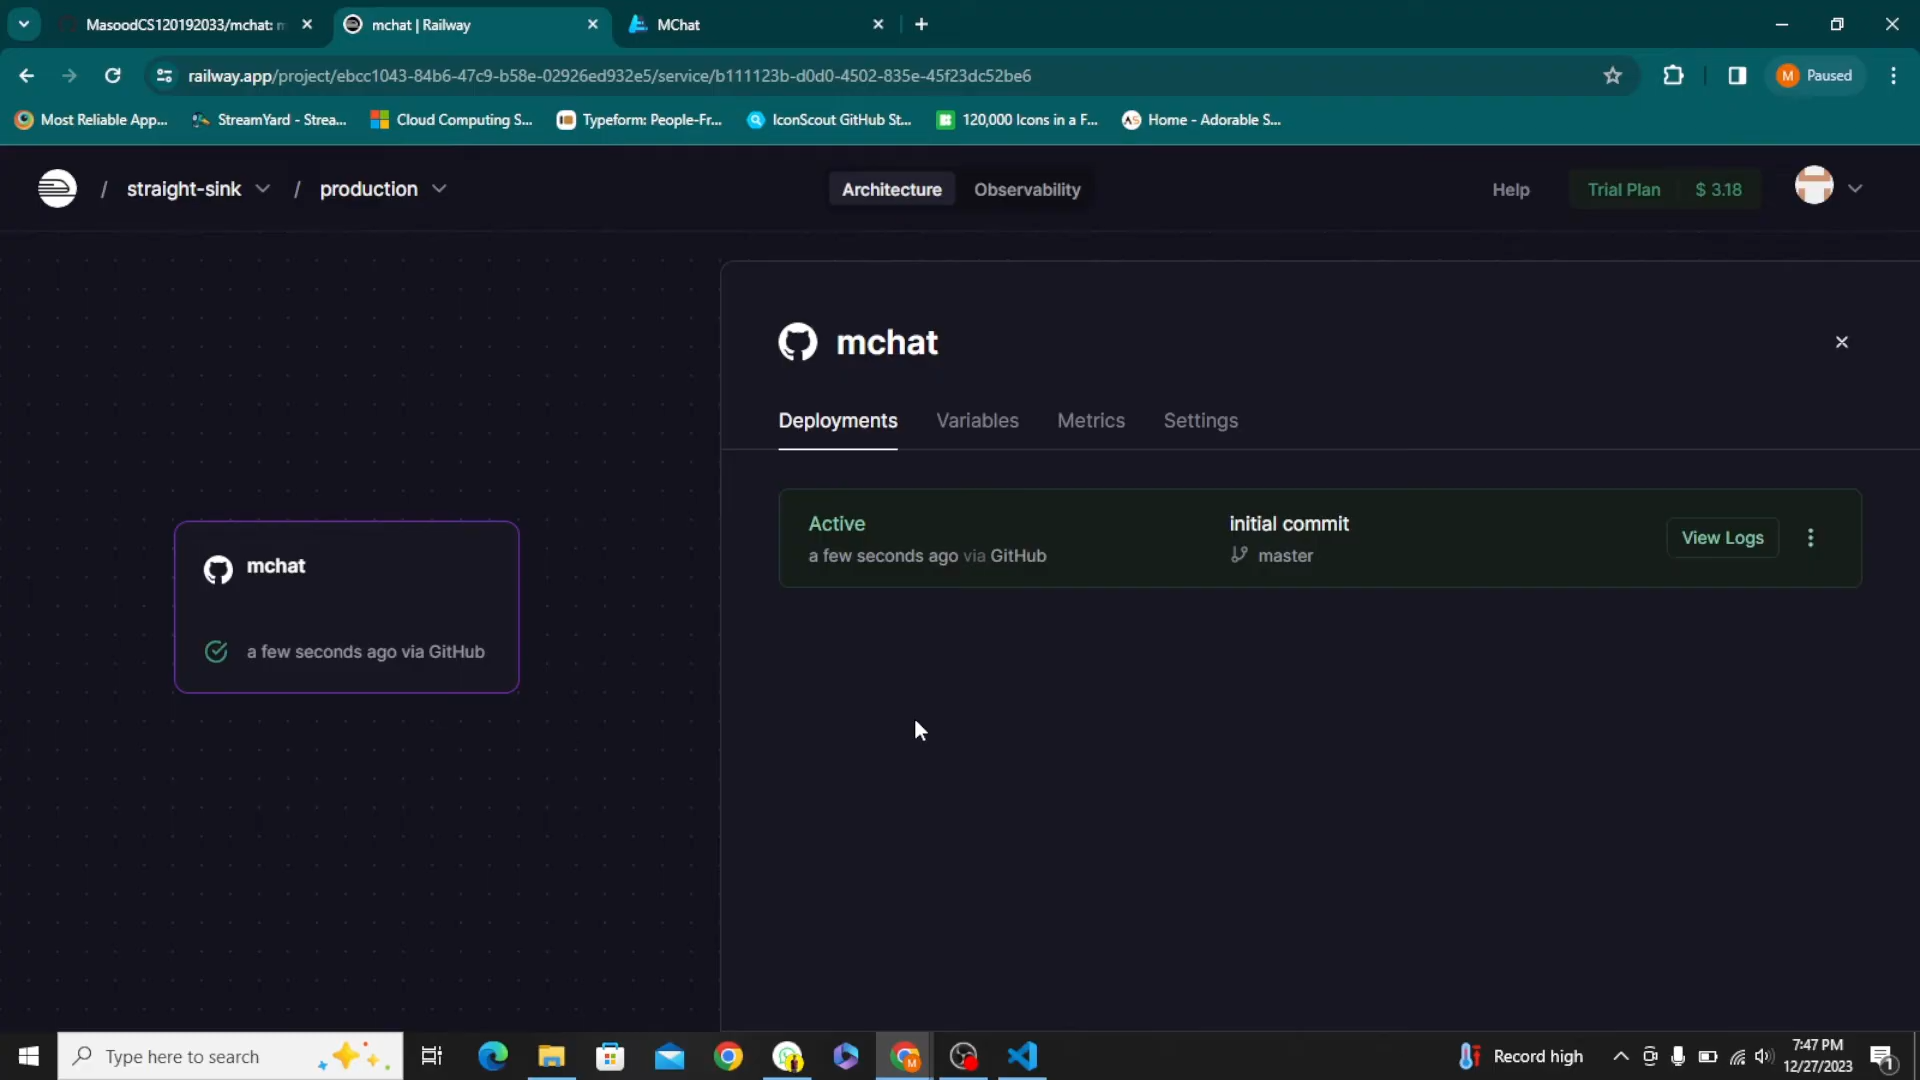 MasoodCS120192033/mchat: m
mchat | Railway
MChat
railway.app/project/ebcc1043-84b6-47c9-b58e-02926ed932e5/service/b111123b-d0d0-4502-835e-45f23dc52be6
M Paused
Most Reliable App...
StreamYard - Strea...
Cloud Computing S...
Typeform: People-Fr...
IconScout GitHub St...
120,000 Icons in a F...
AS Home - Adorable S...
/ straight-sink / production
Architecture
Observability
Help
Trial Plan $ 3.18
mchat
Deployments
Variables
Metrics
Settings
Active
a few seconds ago via GitHub
initial commit
master
View Logs
mchat
a few seconds ago via GitHub
Type here to search
Record high
7:47 PM
12/27/2023
1